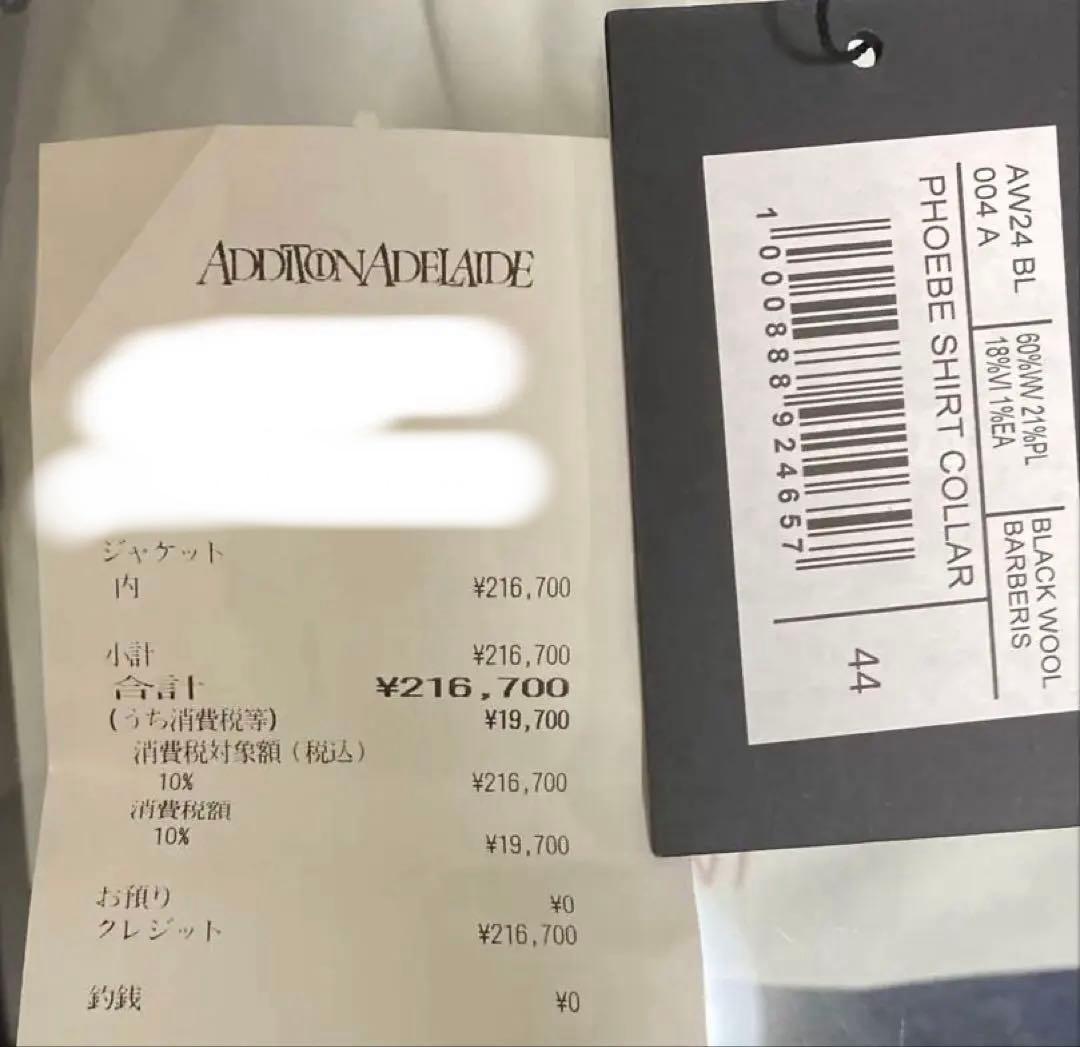 ADDITION ADELAIDE
ジャケット
内 ¥216,700
小計 ¥216,700
合計 ¥216,700
(うち消費税等) ¥19,700
消費税対象額(税込)
10% ¥216,700
消費税額
10% ¥19,700
お預り ¥0
クレジット ¥216,700
釣銭 ¥0
AW24 BL
004 A
60%WV 21%PL
18%VI 1%EA
BLACK WOOL
BARBERIS
PHOEBE SHIRT COLLAR
1000888924657
44